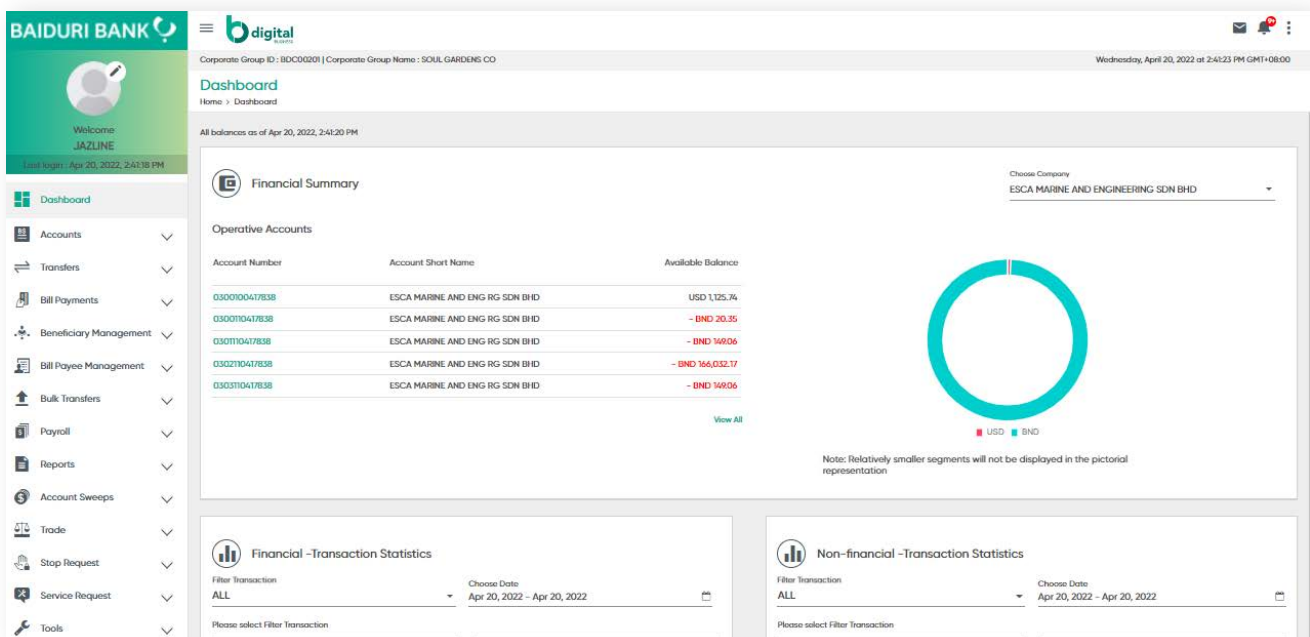 BAIDURI BANK
digital
Corporate Group ID : BDC00201 | Corporate Group Name : SOUL GARDENS CO
Wednesday, April 20, 2022 at 2:41:23 PM GMT+08:00
Dashboard
Home > Dashboard
Welcome
JAZLINE
Last login : Apr 20, 2022, 2:41:18 PM
All balances as of Apr 20, 2022, 2:41:20 PM
Dashboard
Accounts
Transfers
Bill Payments
Beneficiary Management
Bill Payee Management
Bulk Transfers
Payroll
Reports
Account Sweeps
Trade
Stop Request
Service Request
Tools
Financial Summary
Choose Company
ESCA MARINE AND ENGINEERING SDN BHD
Operative Accounts
Account Number Account Short Name Available Balance
0300100417838 ESCA MARINE AND ENG RG SDN BHD USD 1,125.74
0300110417838 ESCA MARINE AND ENG RG SDN BHD - BND 20.35
0301110417838 ESCA MARINE AND ENG RG SDN BHD - BND 149.06
0302110417838 ESCA MARINE AND ENG RG SDN BHD - BND 166,032.17
0303110417838 ESCA MARINE AND ENG RG SDN BHD - BND 149.06
View All
USD BND
Note: Relatively smaller segments will not be displayed in the pictorial
representation
Financial -Transaction Statistics
Filter Transaction
ALL
Choose Date
Apr 20, 2022 - Apr 20, 2022
Please select Filter Transaction
Non-financial -Transaction Statistics
Filter Transaction
ALL
Choose Date
Apr 20, 2022 - Apr 20, 2022
Please select Filter Transaction